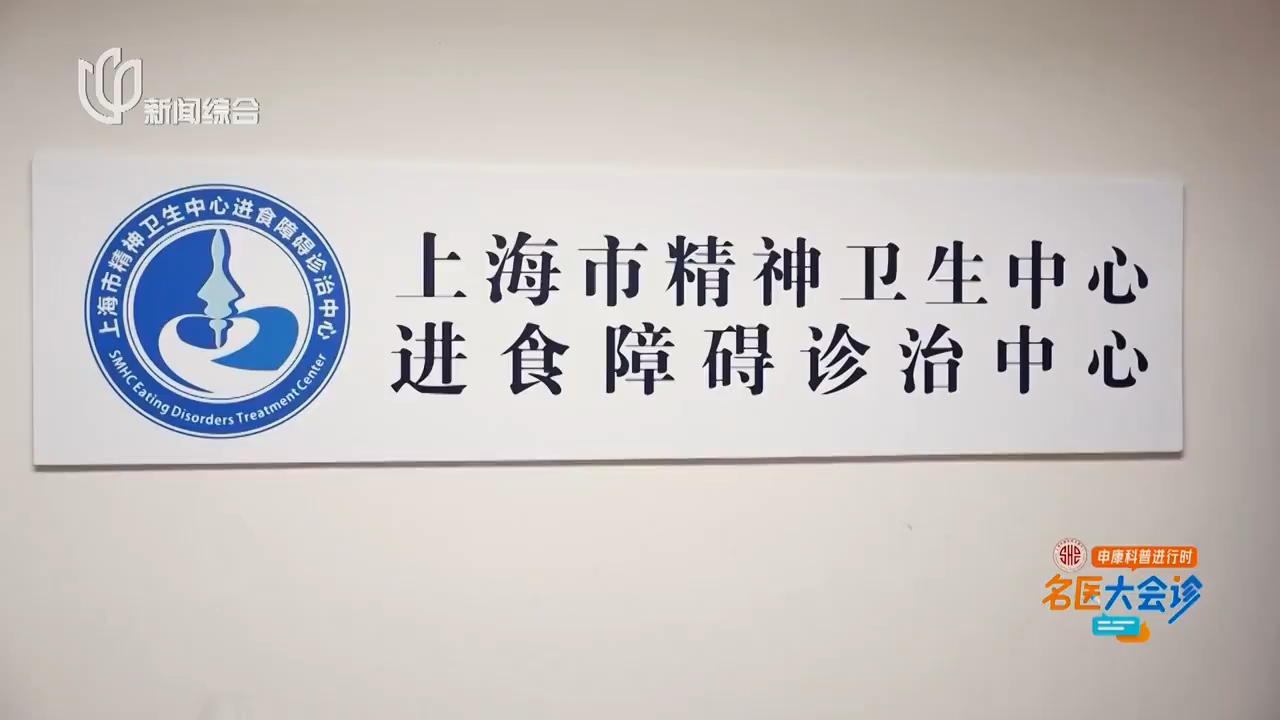 新闻综合
上海市精神卫生中心进食障碍诊治中心
SMHC Eating Disorders Treatment Center
上海市精神卫生中心
进食障碍诊治中心
申康科普进行时
名医大会诊